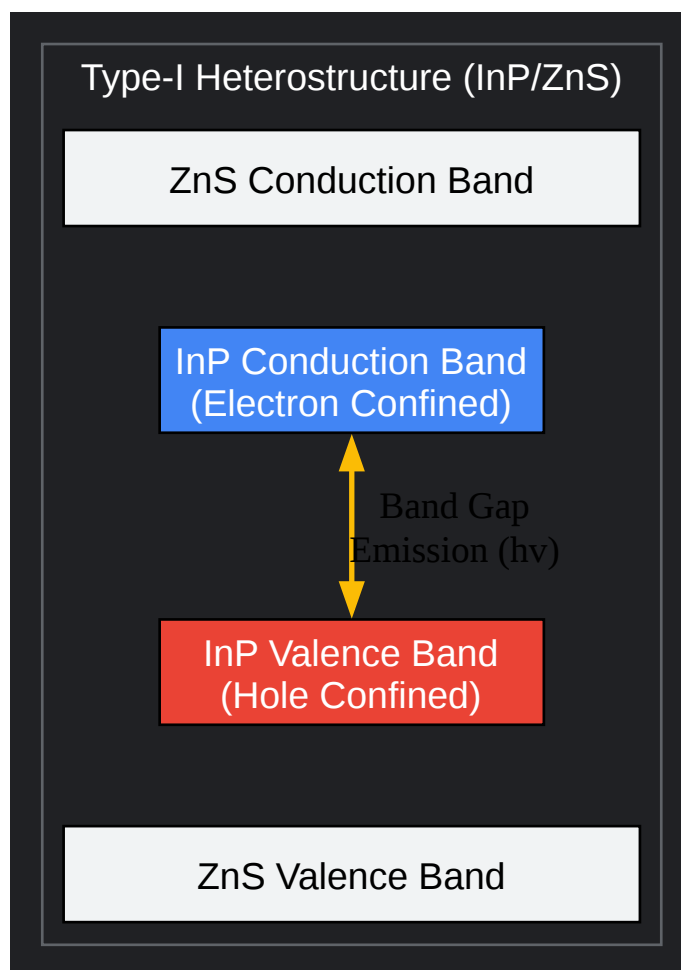 Type-I Heterostructure (InP/ZnS)
ZnS Conduction Band
InP Conduction Band
(Electron Confined)
Band Gap
Emission (hv)
InP Valence Band
(Hole Confined)
ZnS Valence Band